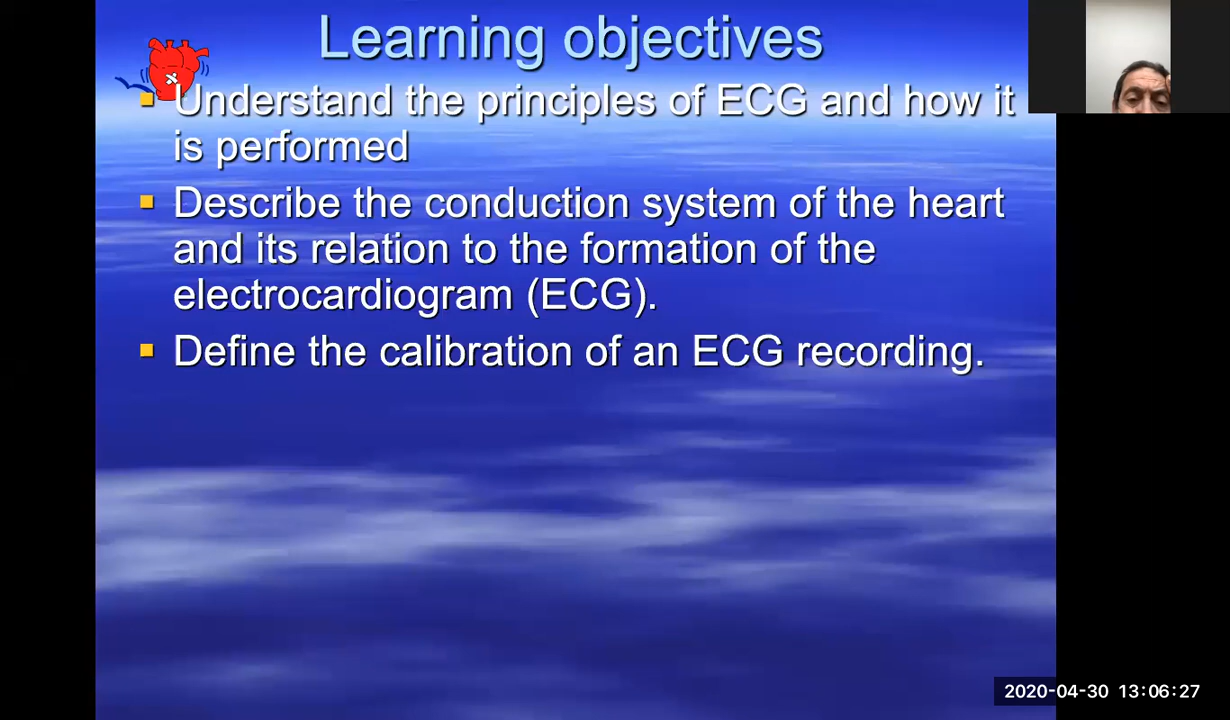 Learning objectives
Understand the principles of ECG and how it
is performed
Describe the conduction system of the heart
and its relation to the formation of the
electrocardiogram (ECG).
Define the calibration of an ECG recording.
2020-04-30 13:06:27